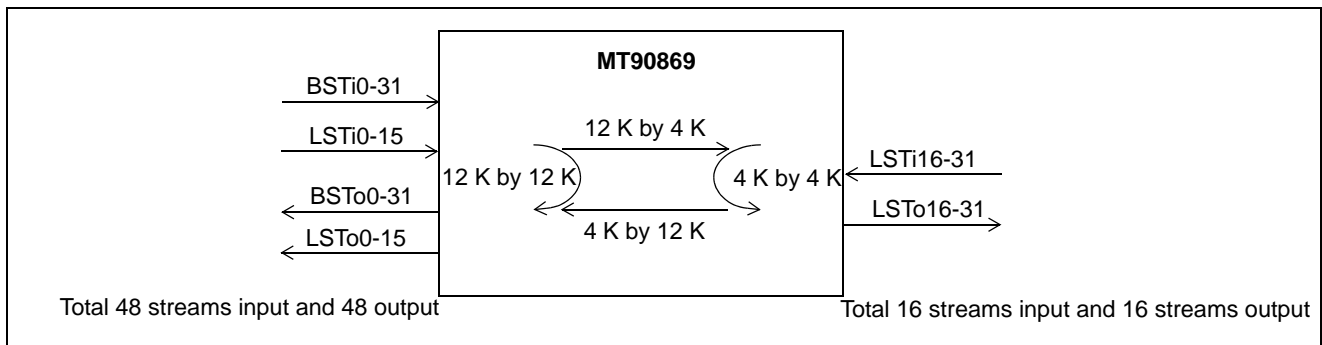 MT90869
BSTi0-31
LSTi0-15
BSTo0-31
LSTo0-15
12 K by 4 K
12 K by 12 K
4 K by 4 K
4 K by 12 K
LSTi16-31
LSTo16-31
Total 48 streams input and 48 output
Total 16 streams input and 16 streams output